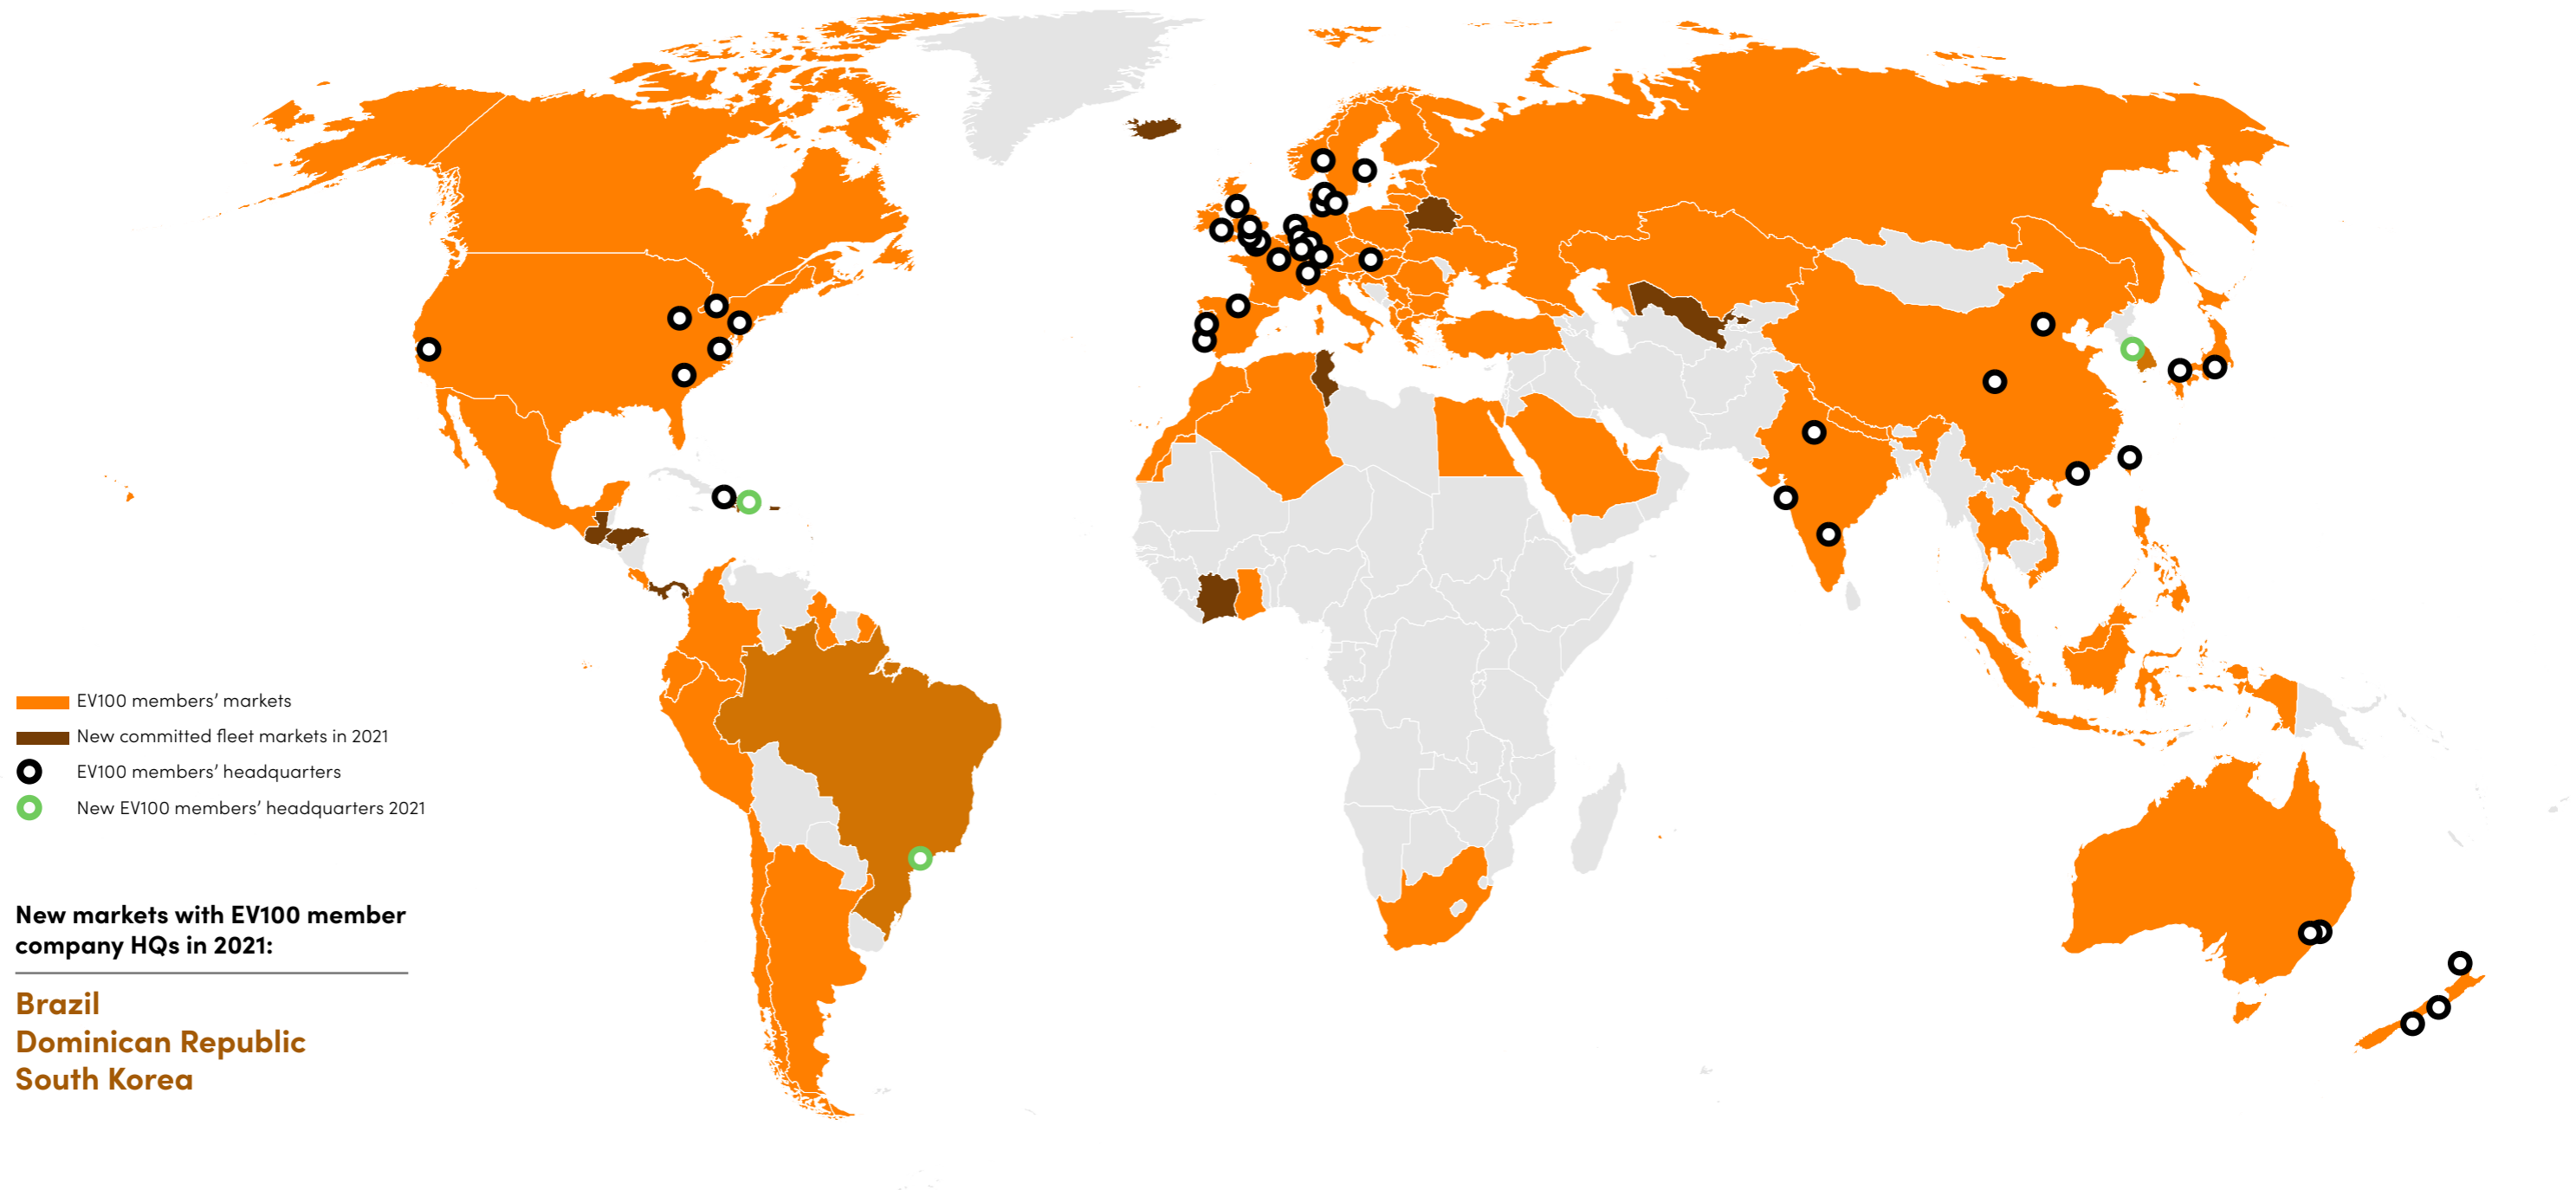 EV100 members’ markets
New committed fleet markets in 2021
EV100 members’ headquarters
New EV100 members’ headquarters 2021
New markets with EV100 member
company HQs in 2021:
Brazil
Dominican Republic
South Korea